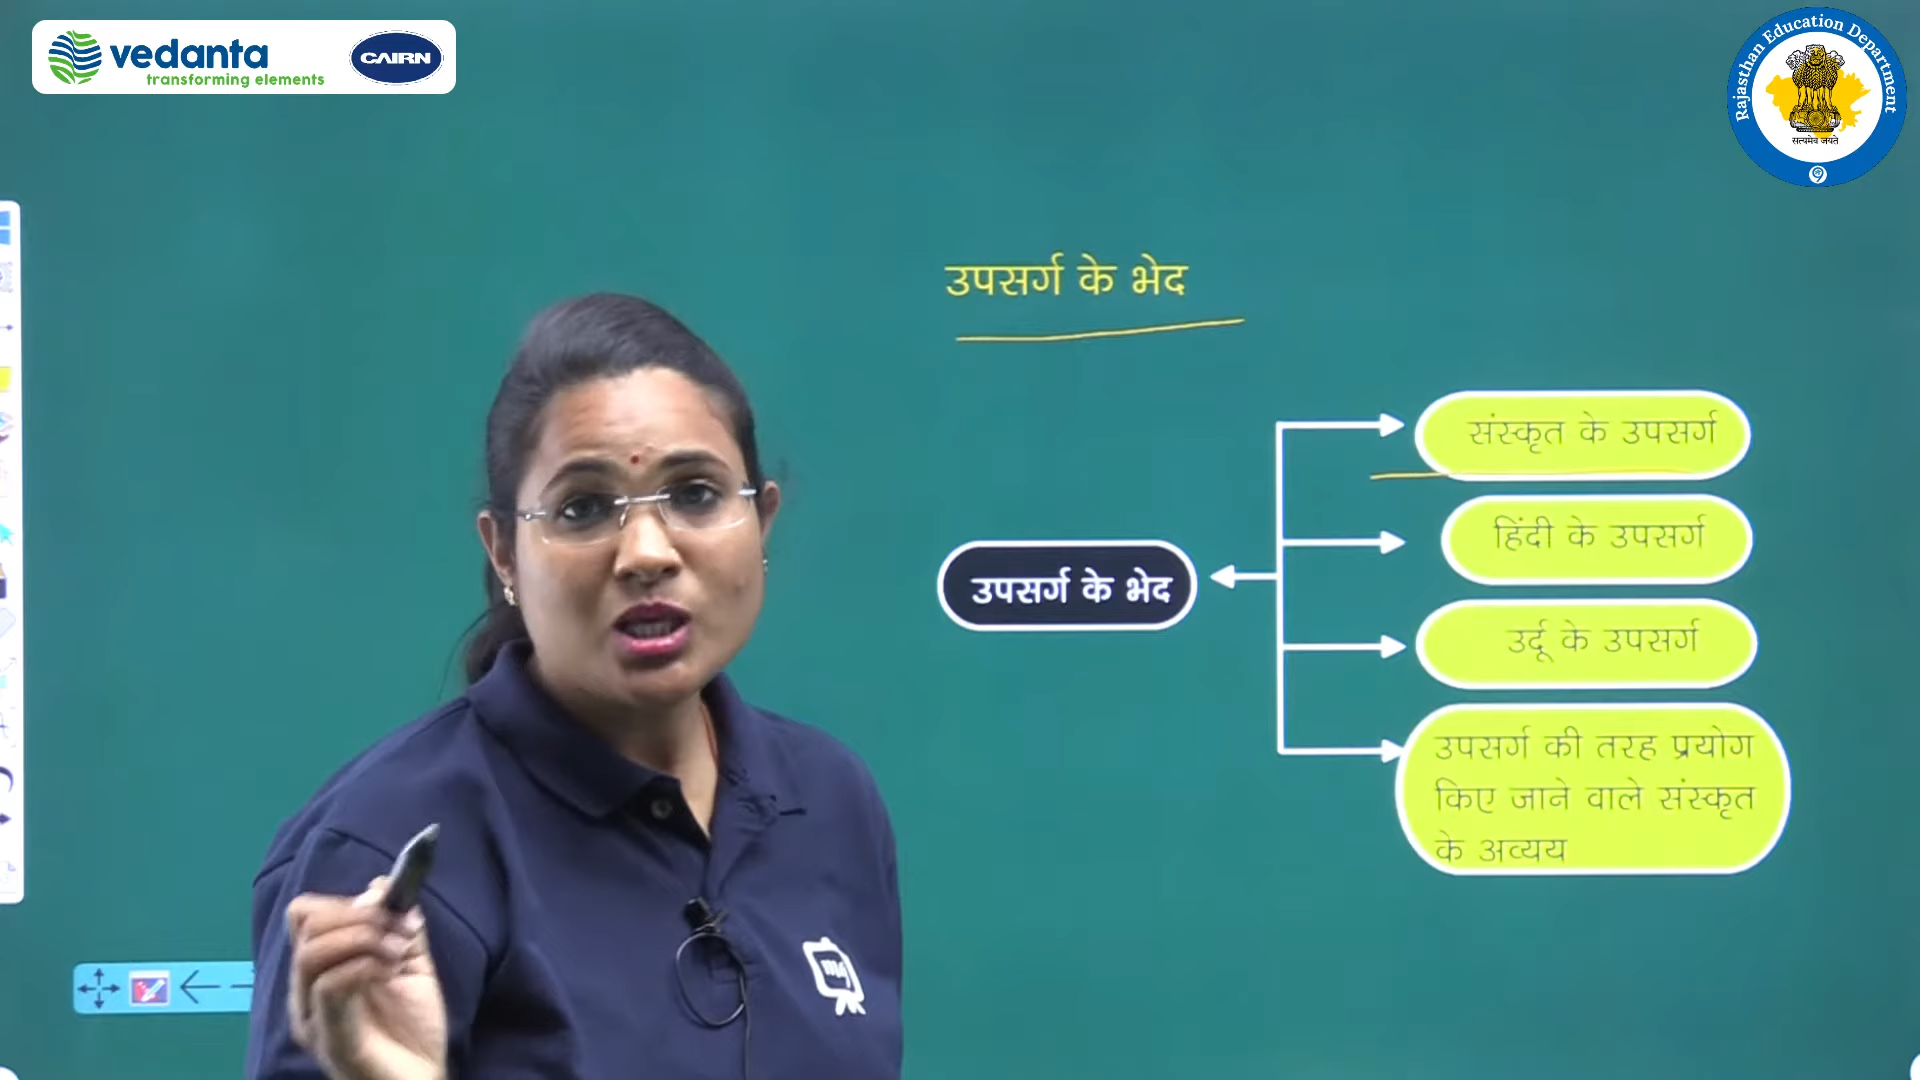 vedanta
transforming elements
CAIRN
Rajasthan Education Department
सत्यमेव जयते
उपसर्ग के भेद
उपसर्ग के भेद
संस्कृत के उपसर्ग
हिंदी के उपसर्ग
उर्दू के उपसर्ग
उपसर्ग की तरह प्रयोग
किए जाने वाले संस्कृत
के अव्यय